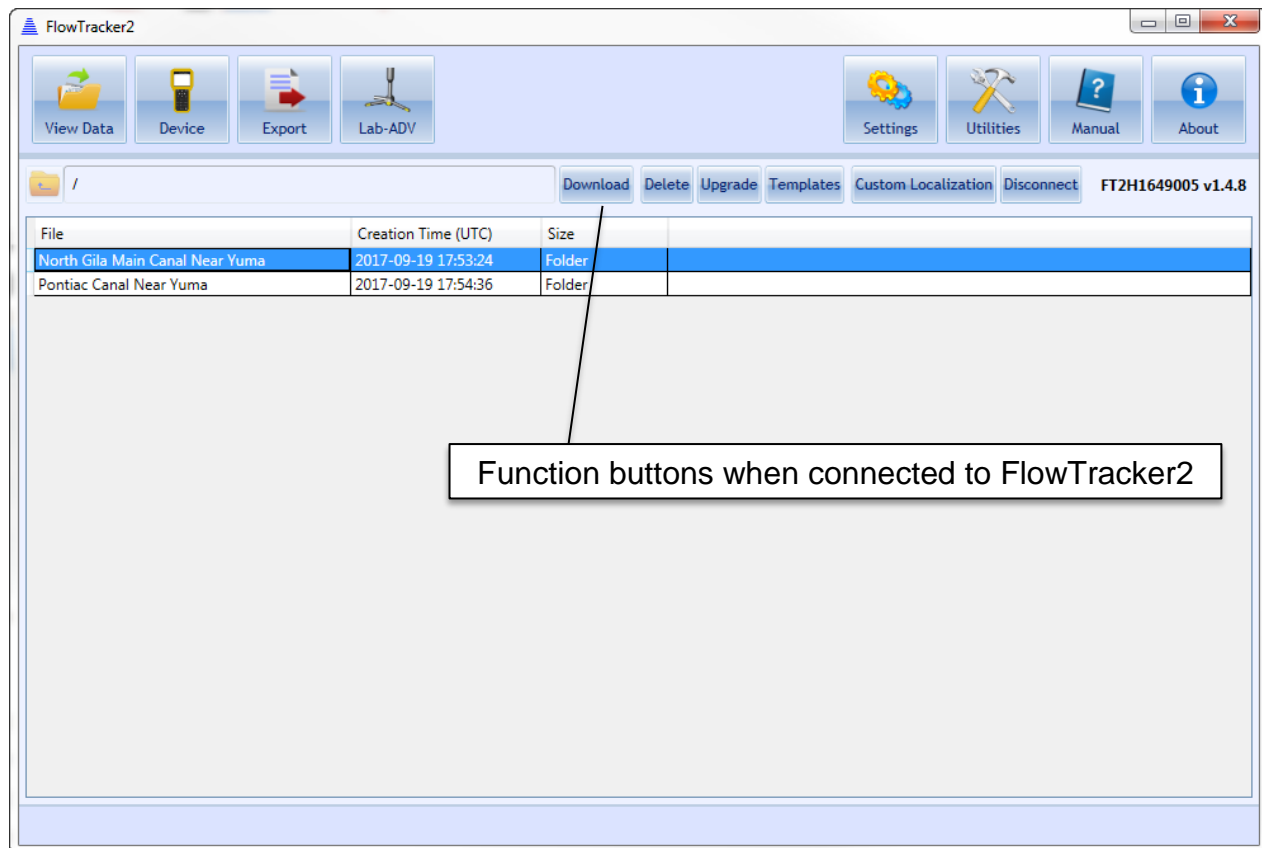 FlowTracker2
View Data Device Export Lab-ADV Settings Utilities Manual About
/ Download Delete Upgrade Templates Custom Localization Disconnect FT2H1649005 v1.4.8
File Creation Time (UTC) Size
North Gila Main Canal Near Yuma 2017-09-19 17:53:24 Folder
Pontiac Canal Near Yuma 2017-09-19 17:54:36 Folder
Function buttons when connected to FlowTracker2